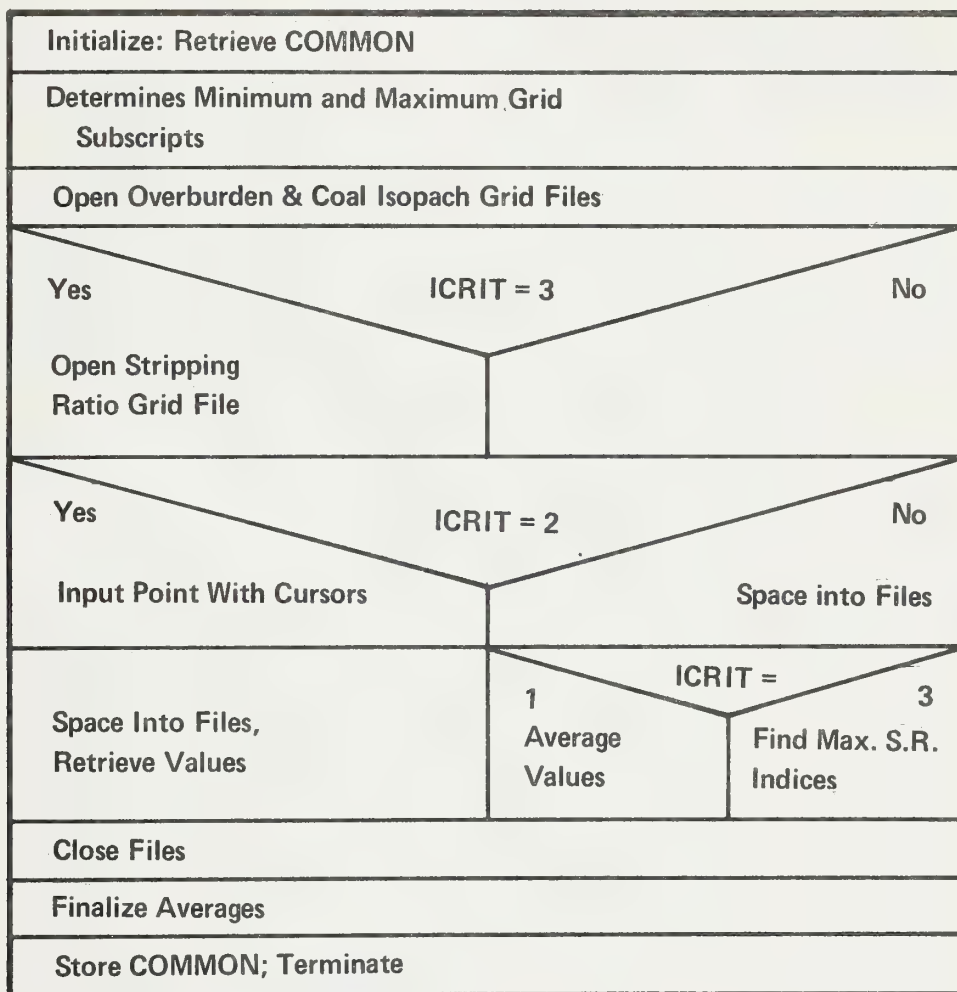 Initialize: Retrieve COMMON
Determines Minimum and Maximum Grid
Subscripts
Open Overburden & Coal Isopach Grid Files
Yes
ICRIT = 3
No
Open Stripping
Ratio Grid File
Yes
ICRIT = 2
No
Input Point With Cursors
Space into Files
Space Into Files,
Retrieve Values
ICRIT =
1
3
Average
Values
Find Max. S.R.
Indices
Close Files
Finalize Averages
Store COMMON; Terminate